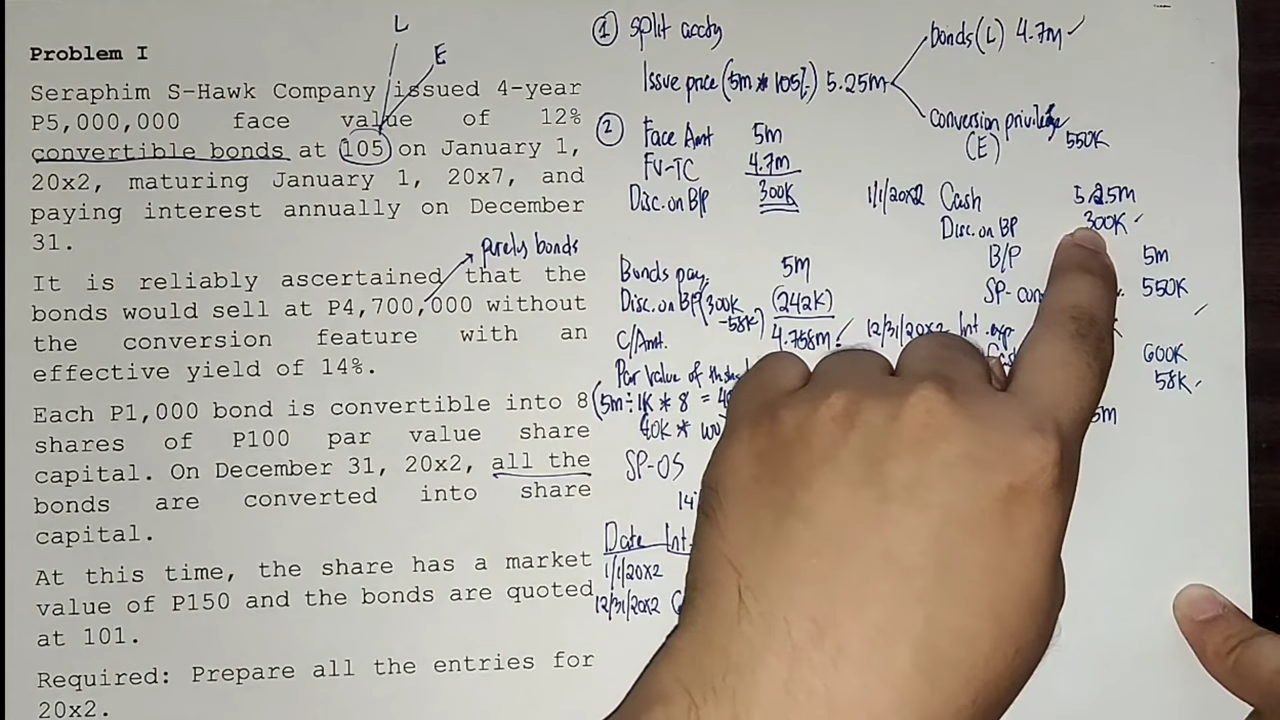 Problem I
Seraphim S-Hawk Company issued 4-year
P5,000,000 face value of 12%
convertible bonds at 105 on January 1,
20x2, maturing January 1, 20x7, and
paying interest annually on December
31.
It is reliably ascertained that the
bonds would sell at P4,700,000 without
the conversion feature with an
effective yield of 14%.
Each P1,000 bond is convertible into 8
shares of P100 par value share
capital. On December 31, 20x2, all the
bonds are converted into share
capital.
At this time, the share has a market
value of P150 and the bonds are quoted
at 101.
Required: Prepare all the entries for
20x2.
L
E
purely bonds
① split acctg
Issue price (5m * 105%) 5.25m
bonds (L) 4.7m ✓
conversion privilege
(E) 550K
② Face Amt 5m
FV-TC 4.7m
Disc. on B/P 300K
1/1/20x2 Cash 5.25m
Disc. on BP 300K ✓
B/P 5m
SP- 550K
Bonds pay. 5m
Disc. on BP (300K -58K) (242K)
C/Amt. 4.758m ✓
12/31/20x2 Int. exp
600K
58K ✓
Par value of
(5m ÷ 1K * 8 =
40K *
SP-OS
14
Date Int.
1/1/20x2
12/31/20x2